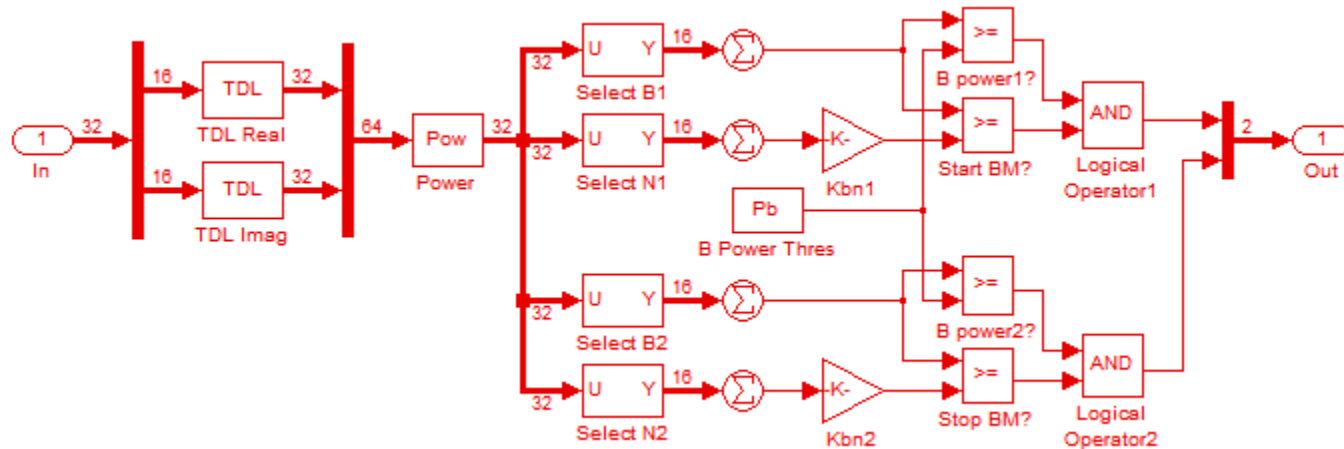 1
In
32
16
TDL
32
TDL Real
16
TDL
32
TDL Imag
64
Pow
Power
32
32
U Y
16
Select B1
Σ
>=
B power1?
32
U Y
16
Select N1
Σ
-K-
Kbn1
>=
Start BM?
AND
Logical
Operator1
Pb
B Power Thres
32
U Y
16
Select B2
Σ
>=
B power2?
32
U Y
16
Select N2
Σ
-K-
Kbn2
>=
Stop BM?
AND
Logical
Operator2
2
1
Out